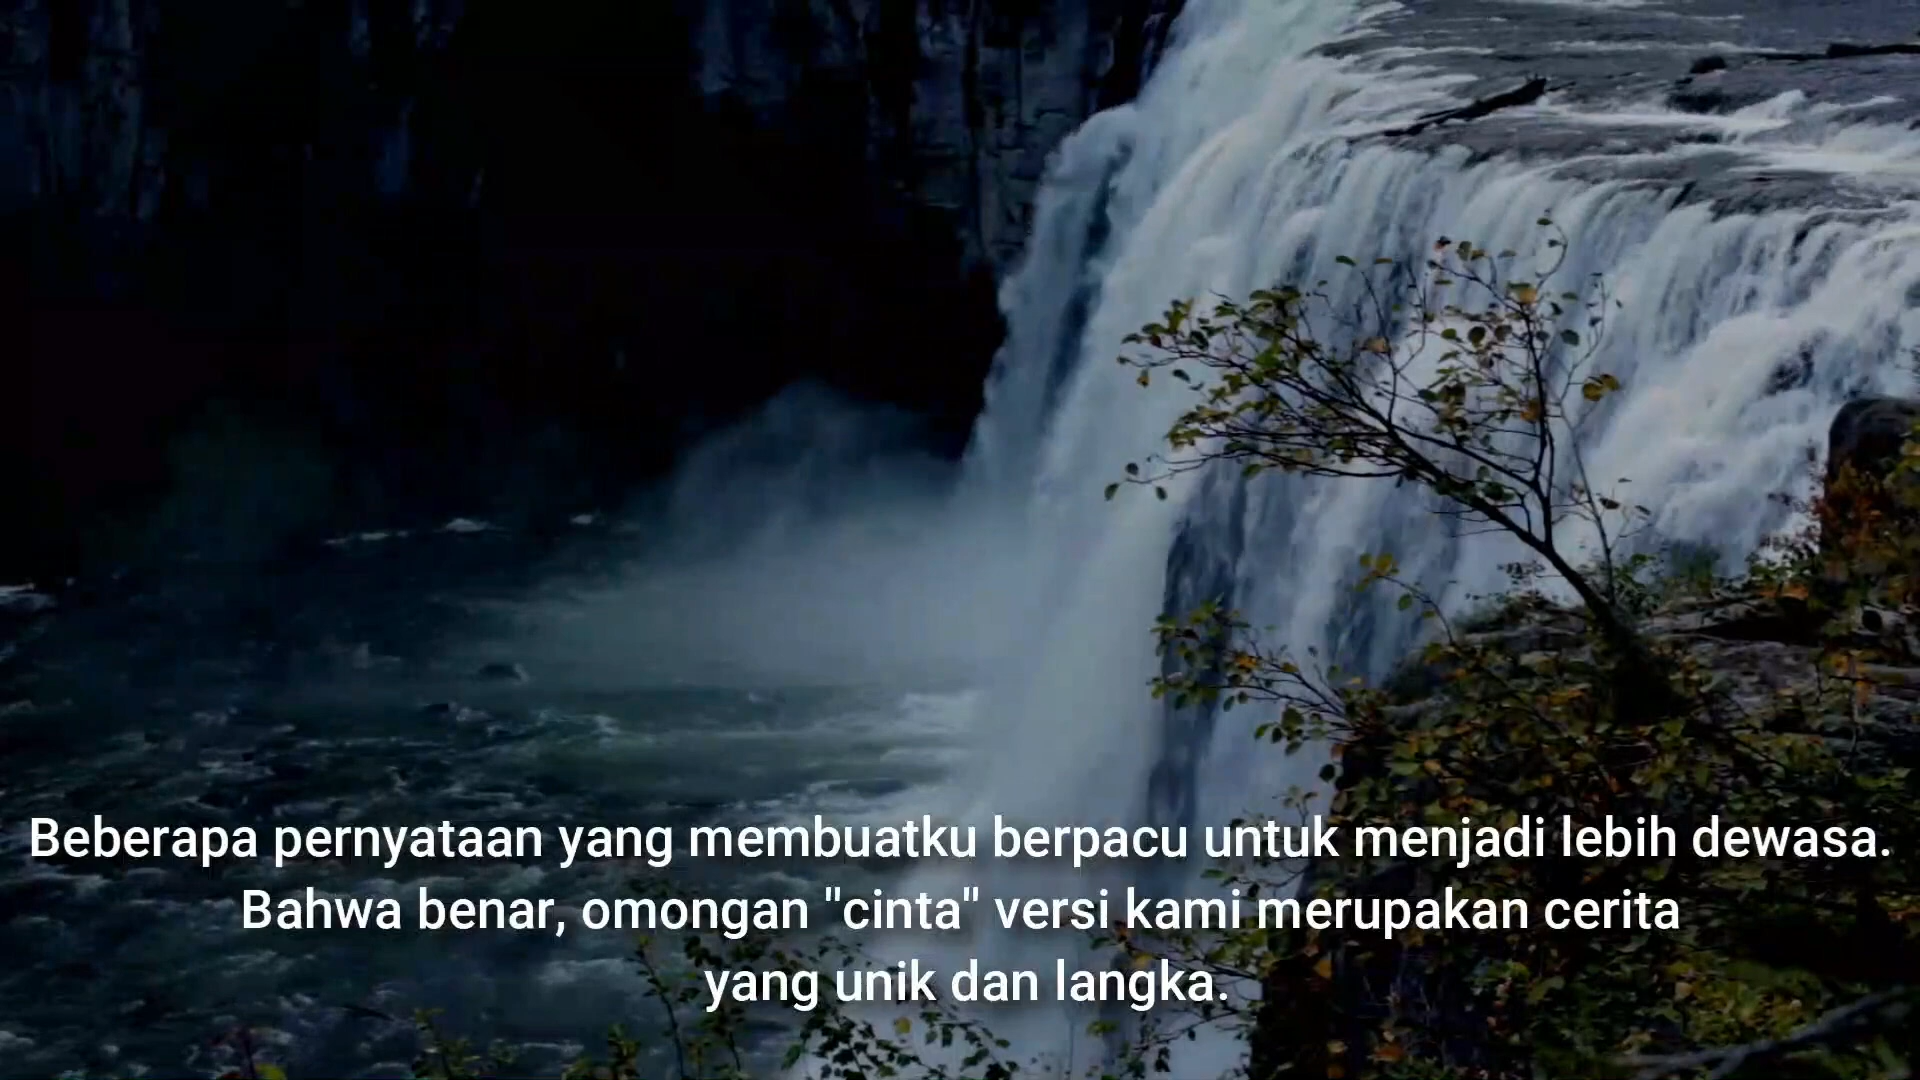 Beberapa pernyataan yang membuatku berpacu untuk menjadi lebih dewasa.
Bahwa benar, omongan "cinta" versi kami merupakan cerita
yang unik dan langka.